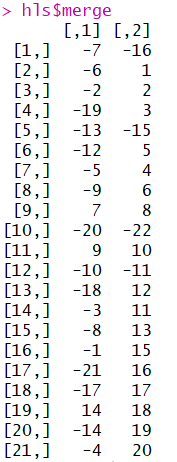 > hls$merge
      [,1] [,2]
 [1,]   -7  -16
 [2,]   -6    1
 [3,]   -2    2
 [4,]  -19    3
 [5,]  -13  -15
 [6,]  -12    5
 [7,]   -5    4
 [8,]   -9    6
 [9,]    7    8
[10,]  -20  -22
[11,]    9   10
[12,]  -10  -11
[13,]  -18   12
[14,]   -3   11
[15,]   -8   13
[16,]   -1   15
[17,]  -21   16
[18,]  -17   17
[19,]   14   18
[20,]  -14   19
[21,]   -4   20